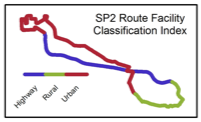 SP2 Route Facility
Classification Index
Highway
Rural
Urban